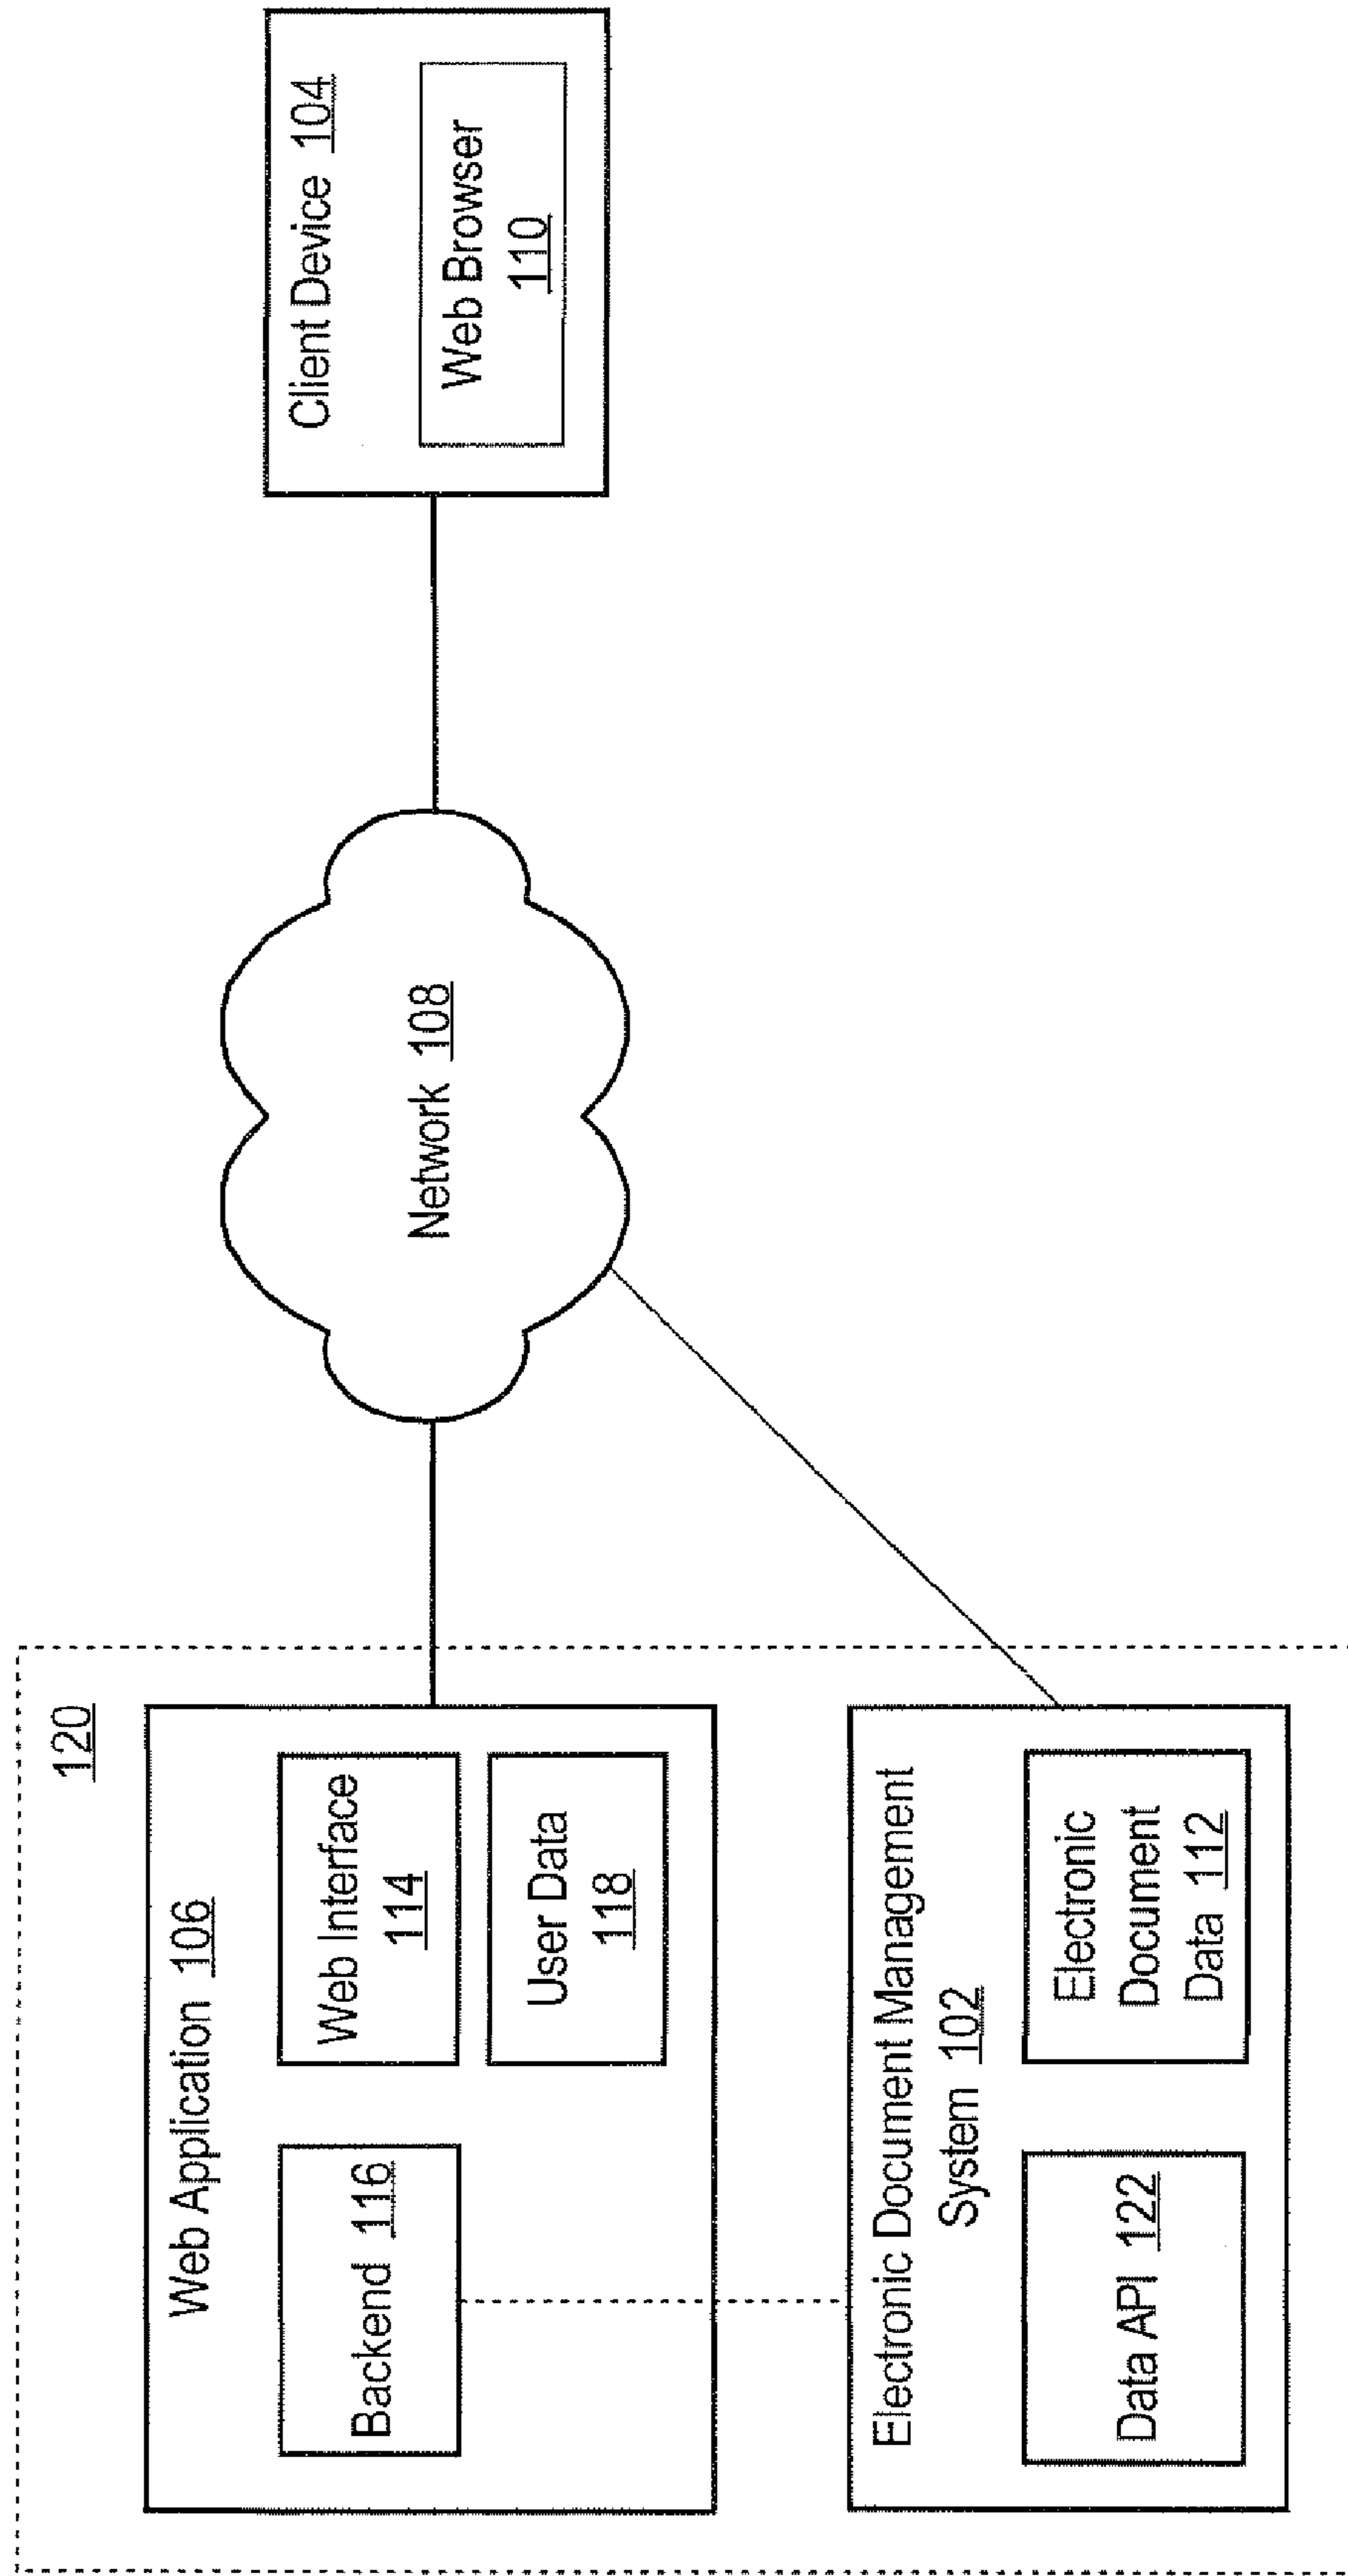 120
Web Application 106
Backend 116
Web Interface
114
User Data
118
Electronic Document Management
System 102
Data API 122
Electronic
Document
Data 112
Network 108
Client Device 104
Web Browser
110